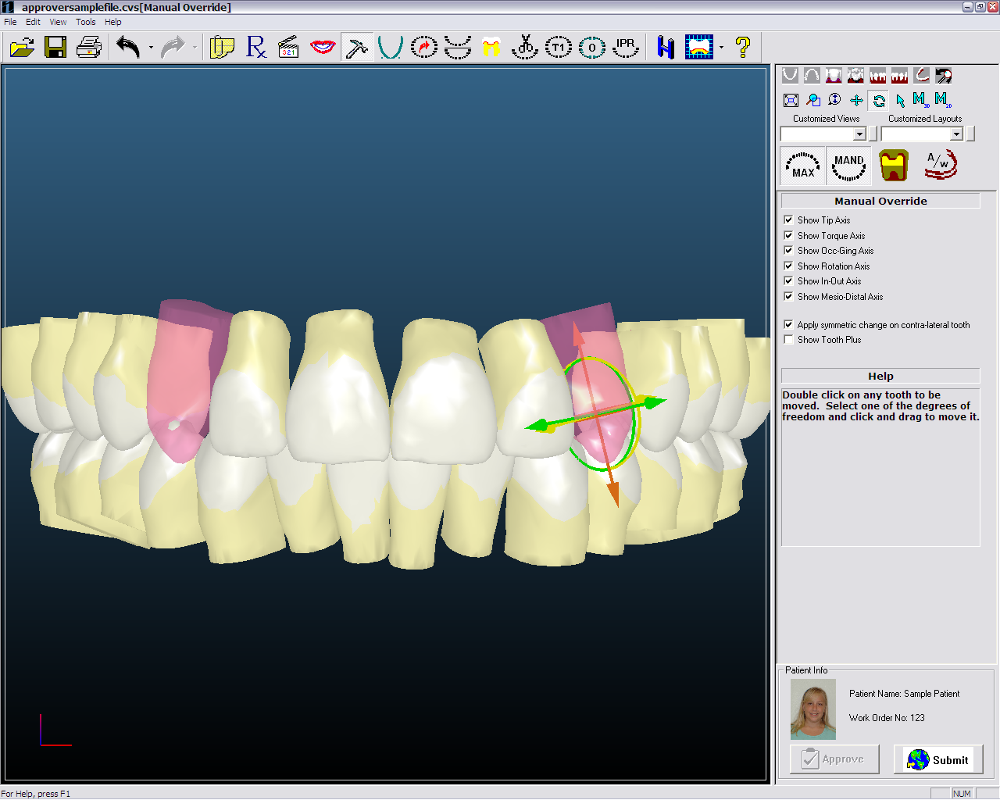 approversamplefile.cvs[Manual Override]
File Edit View Tools Help
Rx
321
T1
0
IPR
M 3D M 2D
Customized Views Customized Layouts
MAX
MAND
A/W
Manual Override
Show Tip Axis
Show Torque Axis
Show Occ-Ging Axis
Show Rotation Axis
Show In-Out Axis
Show Mesio-Distal Axis
Apply symmetric change on contra-lateral tooth
Show Tooth Plus
Help
Double click on any tooth to be
moved. Select one of the degrees of
freedom and click and drag to move it.
Patient Info
Patient Name: Sample Patient
Work Order No: 123
Approve Submit
For Help, press F1
NUM